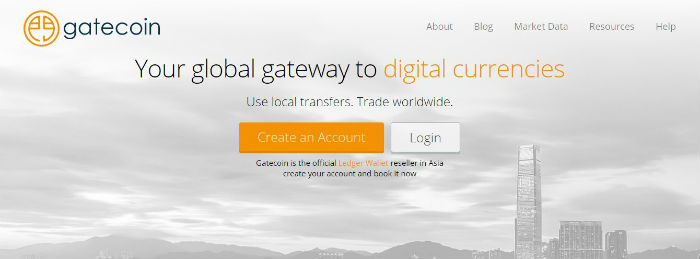 gatecoin
About Blog Market Data Resources Help
Your global gateway to digital currencies
Use local transfers. Trade worldwide.
Create an Account Login
Gatecoin is the official Ledger Wallet reseller in Asia
create your account and book it now